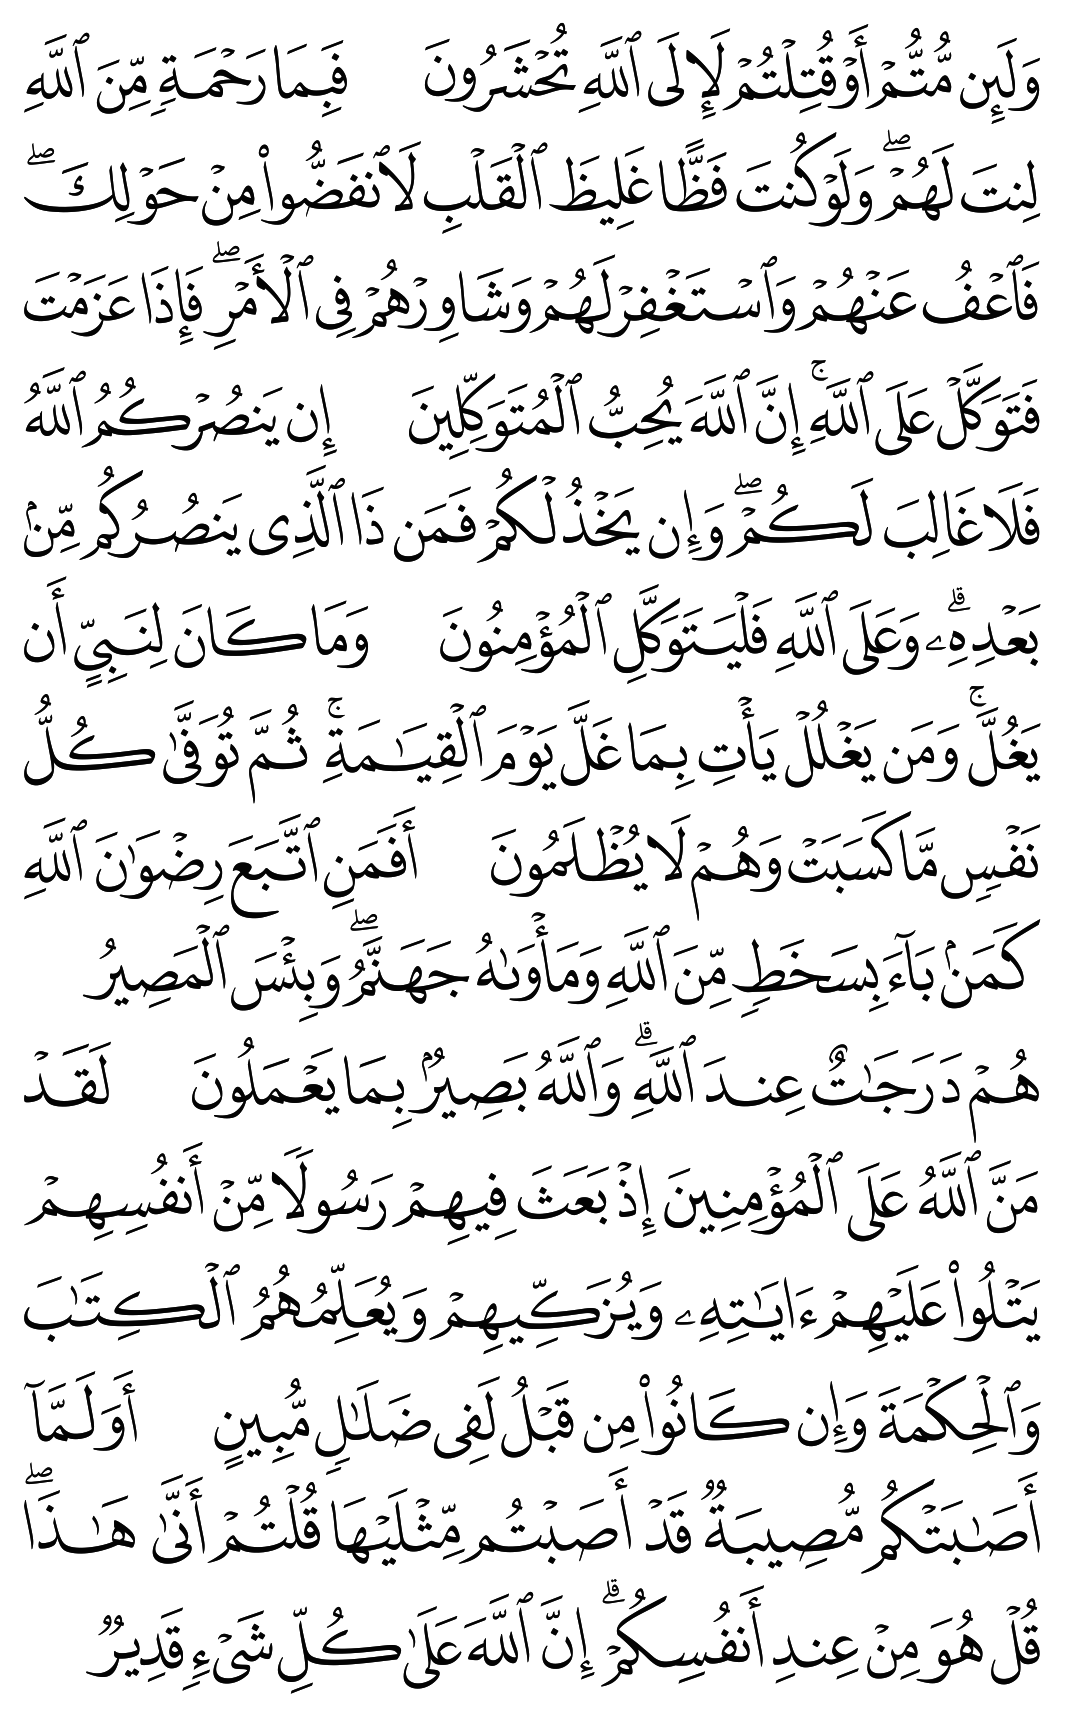 وَلَئِن مُّتُّمْ أَوْ قُتِلْتُمْ لَإِلَى ٱللَّهِ تُحْشَرُونَ فَبِمَا رَحْمَةٍ مِّنَ ٱللَّهِ
لِنتَ لَهُمْ ۖ وَلَوْ كُنتَ فَظًّا غَلِيظَ ٱلْقَلْبِ لَٱنفَضُّوا۟ مِنْ حَوْلِكَ ۖ
فَٱعْفُ عَنْهُمْ وَٱسْتَغْفِرْ لَهُمْ وَشَاوِرْهُمْ فِى ٱلْأَمْرِ ۖ فَإِذَا عَزَمْتَ
فَتَوَكَّلْ عَلَى ٱللَّهِ ۚ إِنَّ ٱللَّهَ يُحِبُّ ٱلْمُتَوَكِّلِينَ إِن يَنصُرْكُمُ ٱللَّهُ
فَلَا غَالِبَ لَكُمْ ۖ وَإِن يَخْذُلْكُمْ فَمَن ذَا ٱلَّذِى يَنصُرُكُم مِّنۢ
بَعْدِهِۦ ۗ وَعَلَى ٱللَّهِ فَلْيَتَوَكَّلِ ٱلْمُؤْمِنُونَ وَمَا كَانَ لِنَبِىٍّ أَن
يَغُلَّ ۚ وَمَن يَغْلُلْ يَأْتِ بِمَا غَلَّ يَوْمَ ٱلْقِيَـٰمَةِ ۚ ثُمَّ تُوَفَّىٰ كُلُّ
نَفْسٍ مَّا كَسَبَتْ وَهُمْ لَا يُظْلَمُونَ أَفَمَنِ ٱتَّبَعَ رِضْوَٰنَ ٱللَّهِ
كَمَنۢ بَآءَ بِسَخَطٍ مِّنَ ٱللَّهِ وَمَأْوَىٰهُ جَهَنَّمُ ۖ وَبِئْسَ ٱلْمَصِيرُ
هُمْ دَرَجَـٰتٌ عِندَ ٱللَّهِ ۗ وَٱللَّهُ بَصِيرٌۢ بِمَا يَعْمَلُونَ لَقَدْ
مَنَّ ٱللَّهُ عَلَى ٱلْمُؤْمِنِينَ إِذْ بَعَثَ فِيهِمْ رَسُولًا مِّنْ أَنفُسِهِمْ
يَتْلُوا۟ عَلَيْهِمْ ءَايَـٰتِهِۦ وَيُزَكِّيهِمْ وَيُعَلِّمُهُمُ ٱلْكِتَـٰبَ
وَٱلْحِكْمَةَ وَإِن كَانُوا۟ مِن قَبْلُ لَفِى ضَلَـٰلٍ مُّبِينٍ أَوَلَمَّآ
أَصَـٰبَتْكُم مُّصِيبَةٌ قَدْ أَصَبْتُم مِّثْلَيْهَا قُلْتُمْ أَنَّىٰ هَـٰذَا ۖ
قُلْ هُوَ مِنْ عِندِ أَنفُسِكُمْ ۗ إِنَّ ٱللَّهَ عَلَىٰ كُلِّ شَىْءٍ قَدِيرٌ